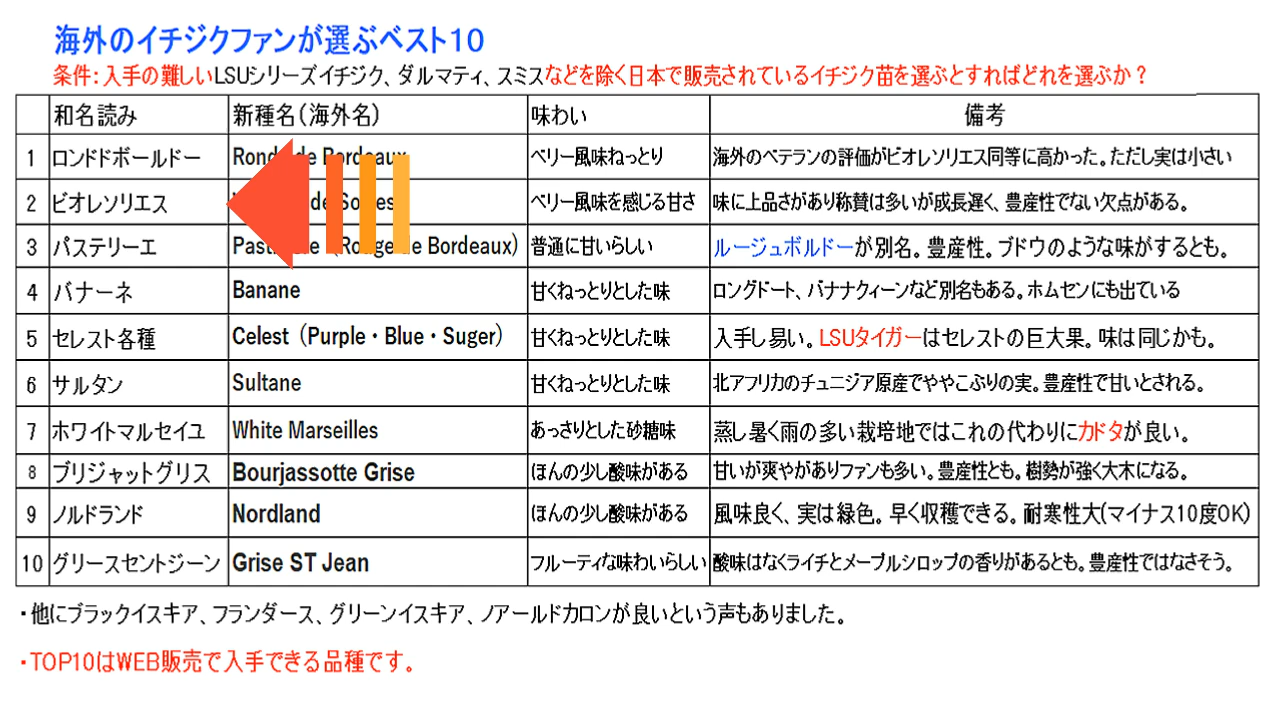 海外のイチジクファンが選ぶベスト10
条件：入手の難しいLSUシリーズイチジク、ダルマティ、スミスなどを除く日本で販売されているイチジク苗を選ぶとすればどれを選ぶか？
和名読み 新種名（海外名） 味わい 備考
1 ロンドドボールドー Ronde de Bordeaux ベリー風味ねっとり 海外のベテランの評価がビオレソリエス同等に高かった。ただし実は小さい
2 ビオレソリエス de ベリー風味を感じる甘さ 味に上品さがあり称賛は多いが成長遅く、豊産性でない欠点がある。
3 パステリーエ (Rouge de Bordeaux) 普通に甘いらしい ルージュボルドーが別名。豊産性。ブドウのような味がするとも。
4 バナーネ Banane 甘くねっとりとした味 ロングドート、バナナクィーンなど別名もある。ホムセンにも出ている
5 セレスト各種 Celest（Purple・Blue・Suger） 甘くねっとりとした味 入手し易い。LSUタイガーはセレストの巨大果。味は同じかも。
6 サルタン Sultane 甘くねっとりとした味 北アフリカのチュニジア原産でややこぶりの実。豊産性で甘いとされる。
7 ホワイトマルセイユ White Marseilles あっさりとした砂糖味 蒸し暑く雨の多い栽培地ではこれの代わりにカドタが良い。
8 ブリジャットグリス Bourjassotte Grise ほんの少し酸味がある 甘いが爽やがありファンも多い。豊産性とも。樹勢が強く大木になる。
9 ノルドランド Nordland ほんの少し酸味がある 風味良く、実は緑色。早く収穫できる。耐寒性大(マイナス10度OK)
10 グリースセントジーン Grise ST Jean フルーティな味わいらしい 酸味はなくライチとメープルシロップの香りがあるとも。豊産性ではなさそう。
・他にブラックイスキア、フランダース、グリーンイスキア、ノアールドカロンが良いという声もありました。
・TOP10はWEB販売で入手できる品種です。